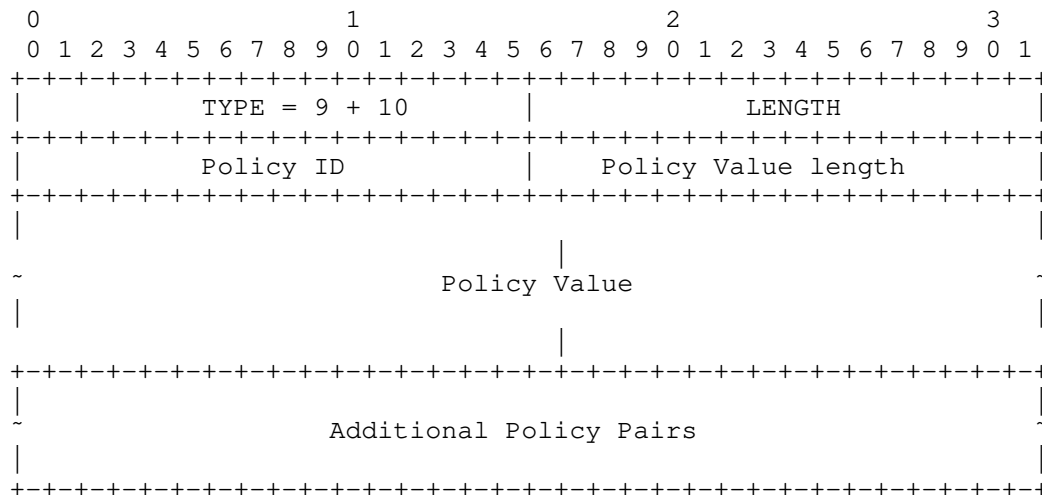 0                   1                   2                   3
0 1 2 3 4 5 6 7 8 9 0 1 2 3 4 5 6 7 8 9 0 1 2 3 4 5 6 7 8 9 0 1
+-+-+-+-+-+-+-+-+-+-+-+-+-+-+-+-+-+-+-+-+-+-+-+-+-+-+-+-+-+-+-+-+
|           TYPE = 9 + 10       |             LENGTH            |
+-+-+-+-+-+-+-+-+-+-+-+-+-+-+-+-+-+-+-+-+-+-+-+-+-+-+-+-+-+-+-+-+
|           Policy ID           |    Policy Value length        |
+-+-+-+-+-+-+-+-+-+-+-+-+-+-+-+-+-+-+-+-+-+-+-+-+-+-+-+-+-+-+-+-+
|                                                               |
|
~                          Policy Value                         ~
|                                                               |
|
+-+-+-+-+-+-+-+-+-+-+-+-+-+-+-+-+-+-+-+-+-+-+-+-+-+-+-+-+-+-+-+-+
|                                                               |
~                   Additional Policy Pairs                     ~
|                                                               |
+-+-+-+-+-+-+-+-+-+-+-+-+-+-+-+-+-+-+-+-+-+-+-+-+-+-+-+-+-+-+-+-+